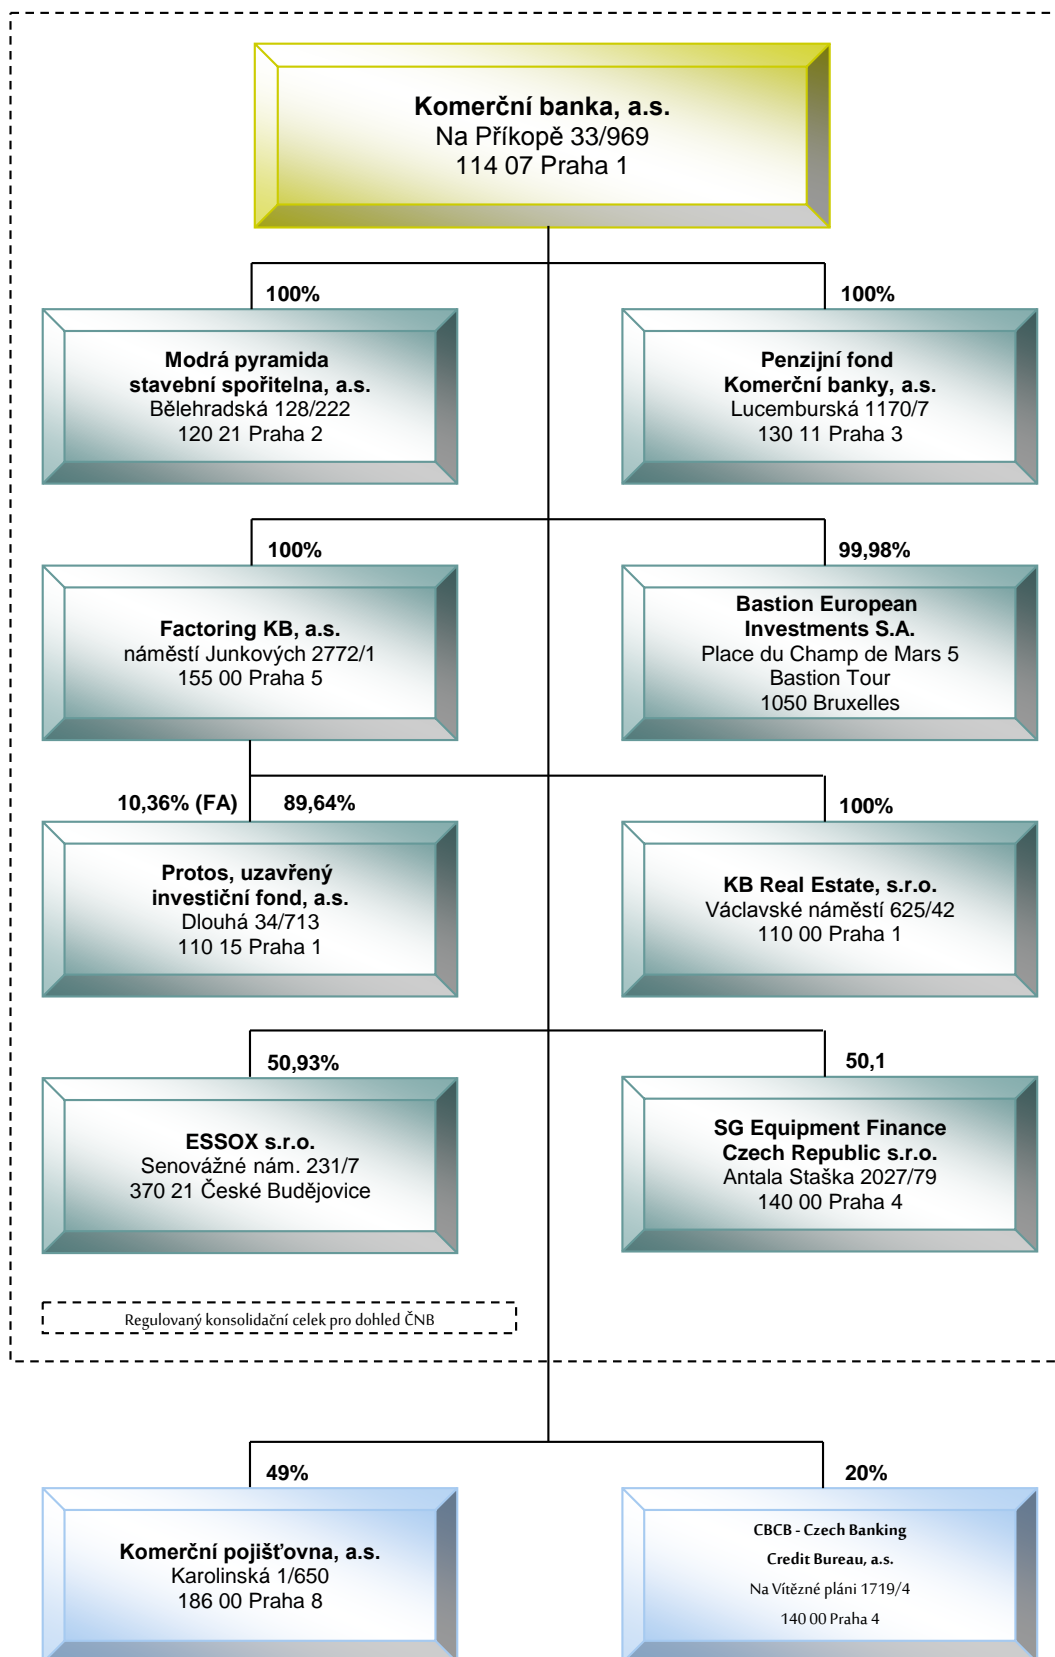 Komerční banka, a.s.
Na Příkopě 33/969
114 07 Praha 1
100%
100%
Modrá pyramida
stavební spořitelna, a.s.
Bělehradská 128/222
120 21 Praha 2
Penzijní fond
Komerční banky, a.s.
Lucemburská 1170/7
130 11 Praha 3
100%
99,98%
Factoring KB, a.s.
náměstí Junkových 2772/1
155 00 Praha 5
Bastion European
Investments S.A.
Place du Champ de Mars 5
Bastion Tour
1050 Bruxelles
10,36% (FA)
89,64%
100%
Protos, uzavřený
investiční fond, a.s.
Dlouhá 34/713
110 15 Praha 1
KB Real Estate, s.r.o.
Václavské náměstí 625/42
110 00 Praha 1
50,93%
50,1
ESSOX s.r.o.
Senovážné nám. 231/7
370 21 České Budějovice
SG Equipment Finance
Czech Republic s.r.o.
Antala Staška 2027/79
140 00 Praha 4
Regulovaný konsolidační celek pro dohled ČNB
49%
20%
Komerční pojišťovna, a.s.
Karolinská 1/650
186 00 Praha 8
CBCB - Czech Banking
Credit Bureau, a.s.
Na Vítězné pláni 1719/4
140 00 Praha 4